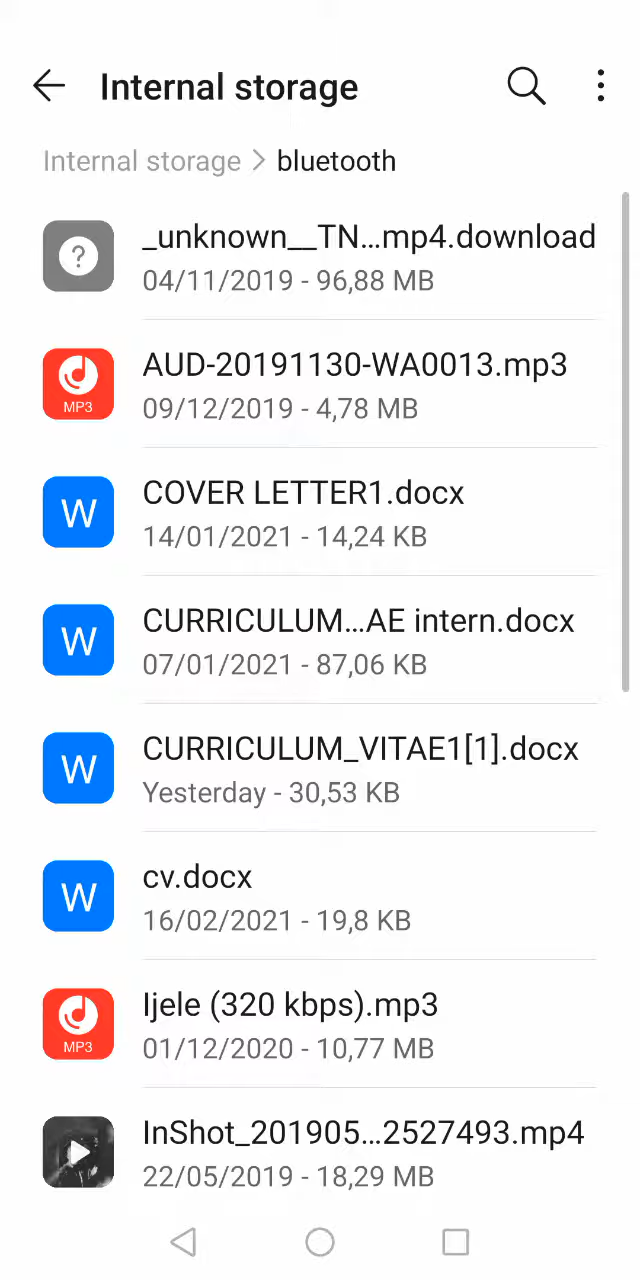 Internal storage
Internal storage > bluetooth
?
_unknown__TN...mp4.download
04/11/2019 - 96,88 MB
MP3
AUD-20191130-WA0013.mp3
09/12/2019 - 4,78 MB
W
COVER LETTER1.docx
14/01/2021 - 14,24 KB
W
CURRICULUM...AE intern.docx
07/01/2021 - 87,06 KB
W
CURRICULUM_VITAE1[1].docx
Yesterday - 30,53 KB
W
cv.docx
16/02/2021 - 19,8 KB
MP3
Ijele (320 kbps).mp3
01/12/2020 - 10,77 MB
InShot_201905...2527493.mp4
22/05/2019 - 18,29 MB